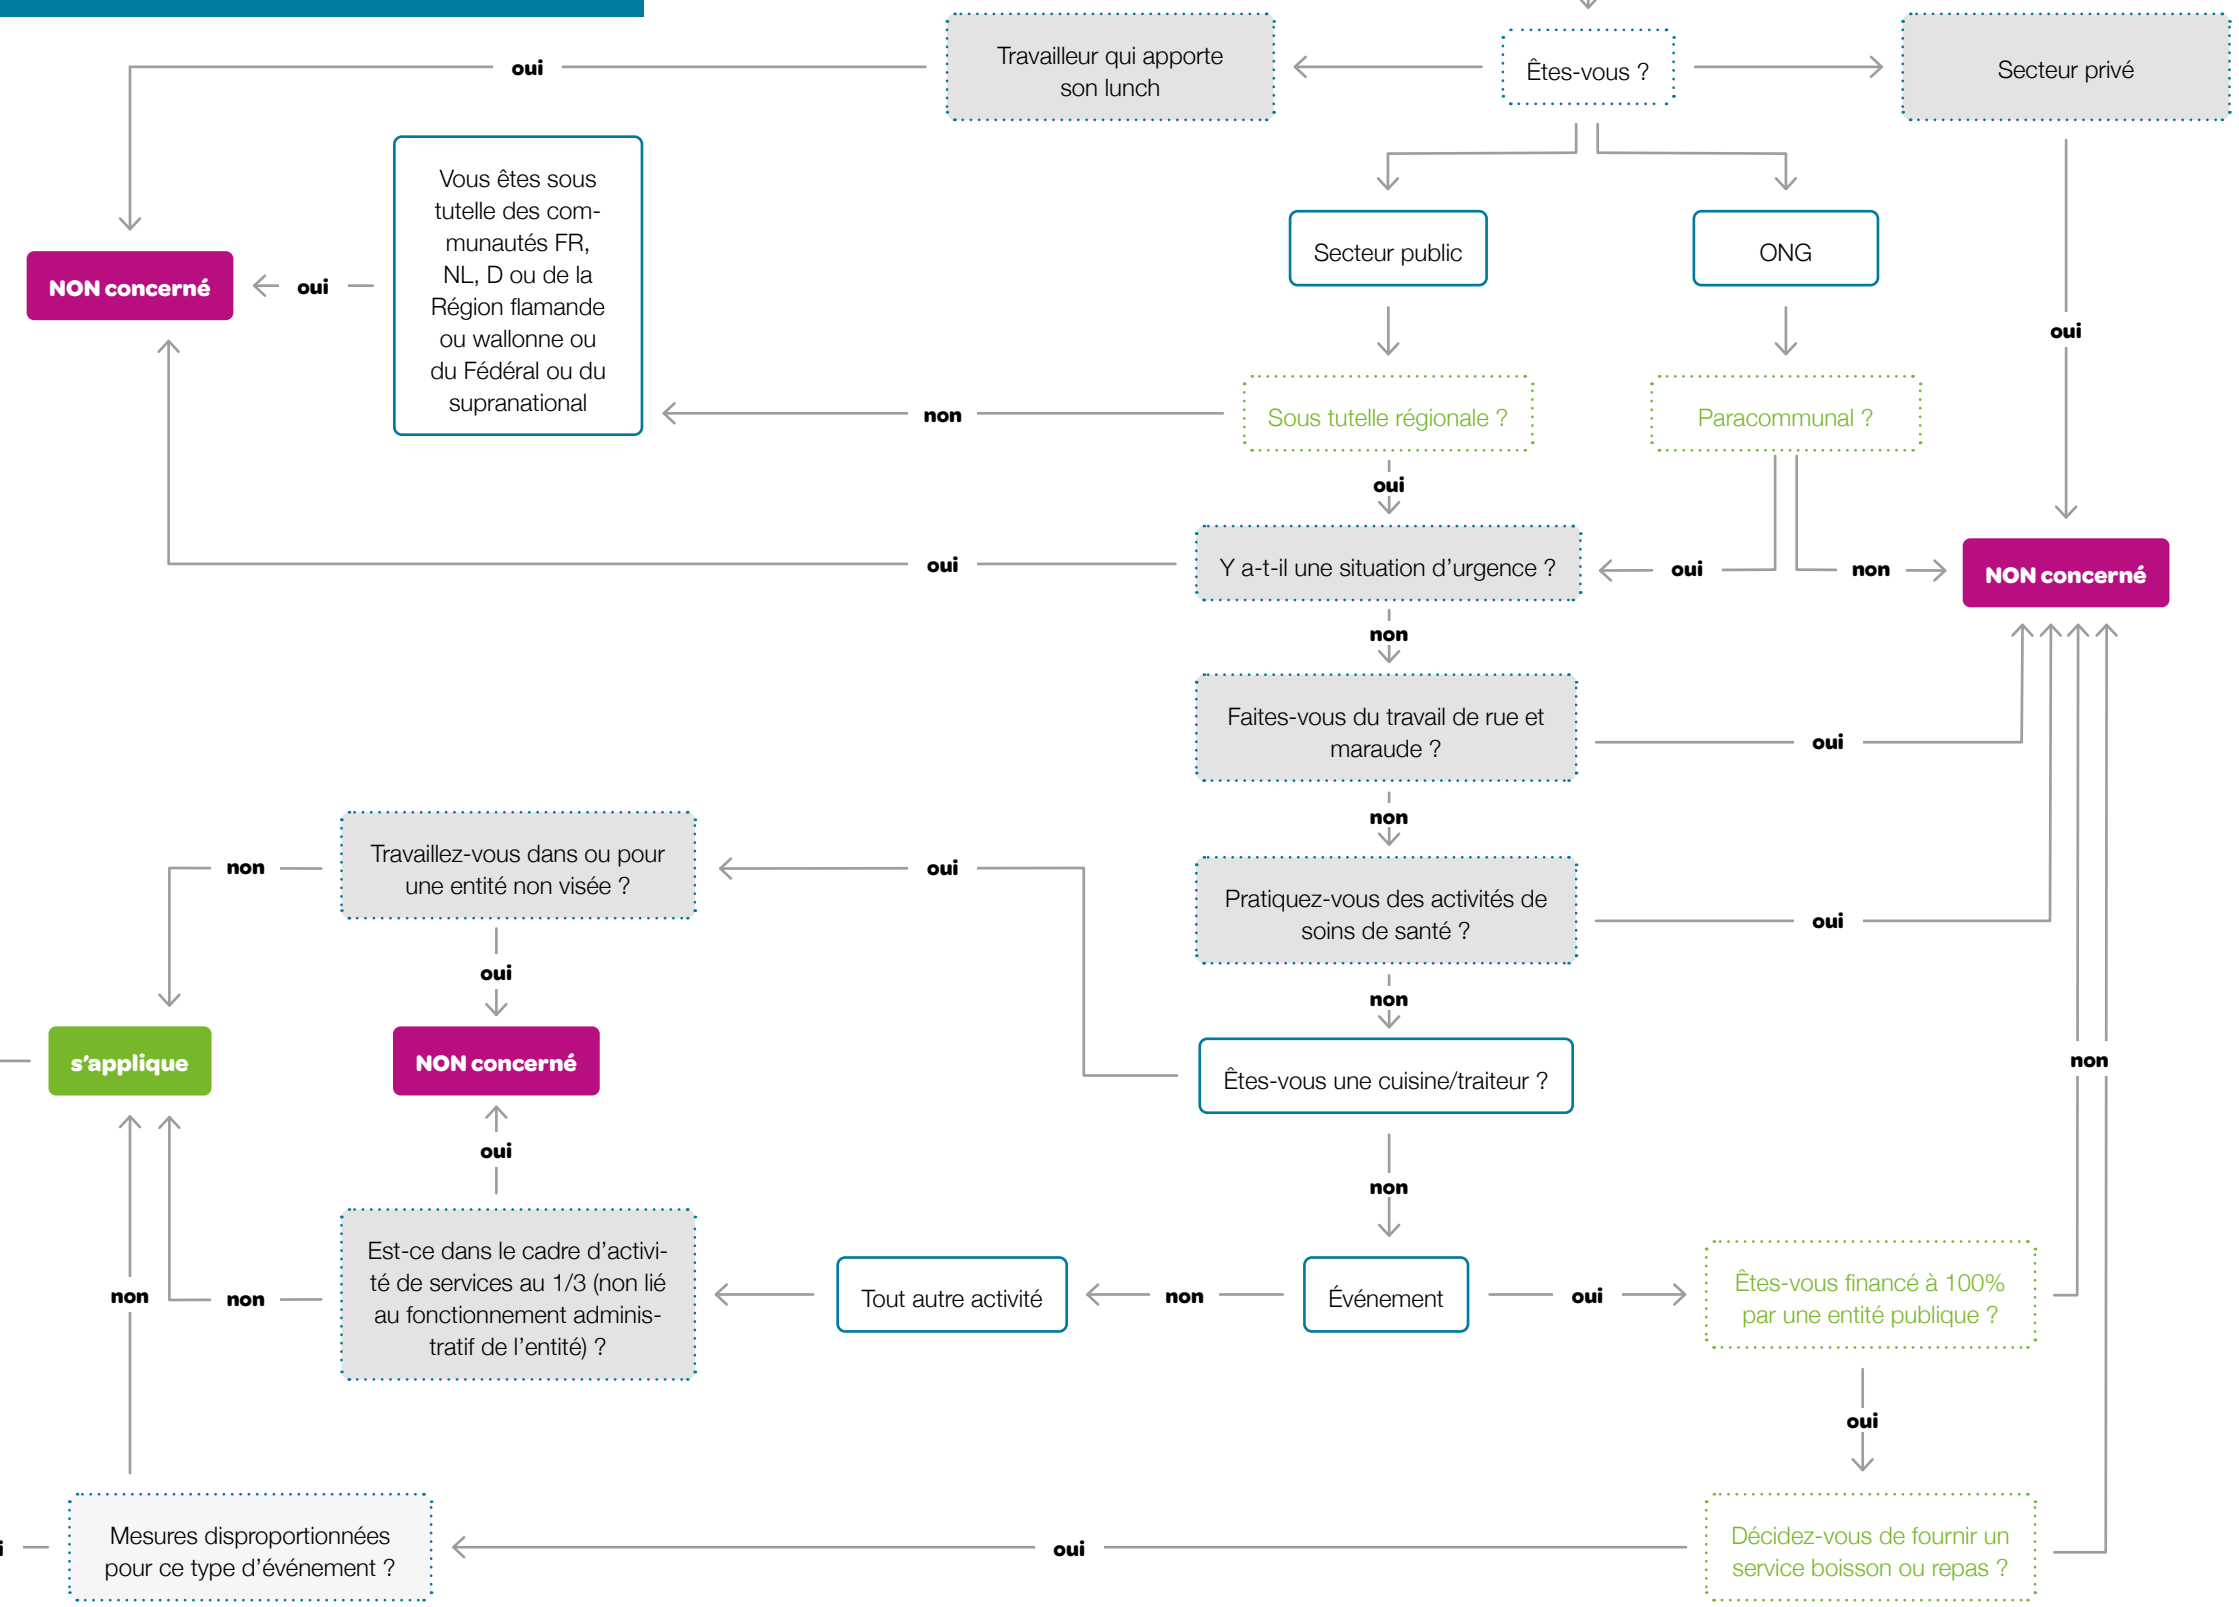 Travailleur qui apporte
son lunch
Êtes-vous ?
Secteur privé
oui
Vous êtes sous
tutelle des com-
munautés FR,
NL, D ou de la
Région flamande
ou wallonne ou
du Fédéral ou du
supranational
Secteur public
ONG
NON concerné
oui
oui
Sous tutelle régionale ?
Paracommunal ?
non
oui
Y a-t-il une situation d'urgence ?
oui
oui
non
NON concerné
non
Faites-vous du travail de rue et
maraude ?
oui
non
Travaillez-vous dans ou pour
une entité non visée ?
non
oui
Pratiquez-vous des activités de
soins de santé ?
oui
oui
non
s'applique
NON concerné
Êtes-vous une cuisine/traiteur ?
non
oui
non
Est-ce dans le cadre d'activi-
té de services au 1/3 (non lié
au fonctionnement adminis-
tratif de l'entité) ?
non
non
Tout autre activité
non
Événement
oui
Êtes-vous financé à 100%
par une entité publique ?
oui
Mesures disproportionnées
pour ce type d'événement ?
oui
Décidez-vous de fournir un
service boisson ou repas ?